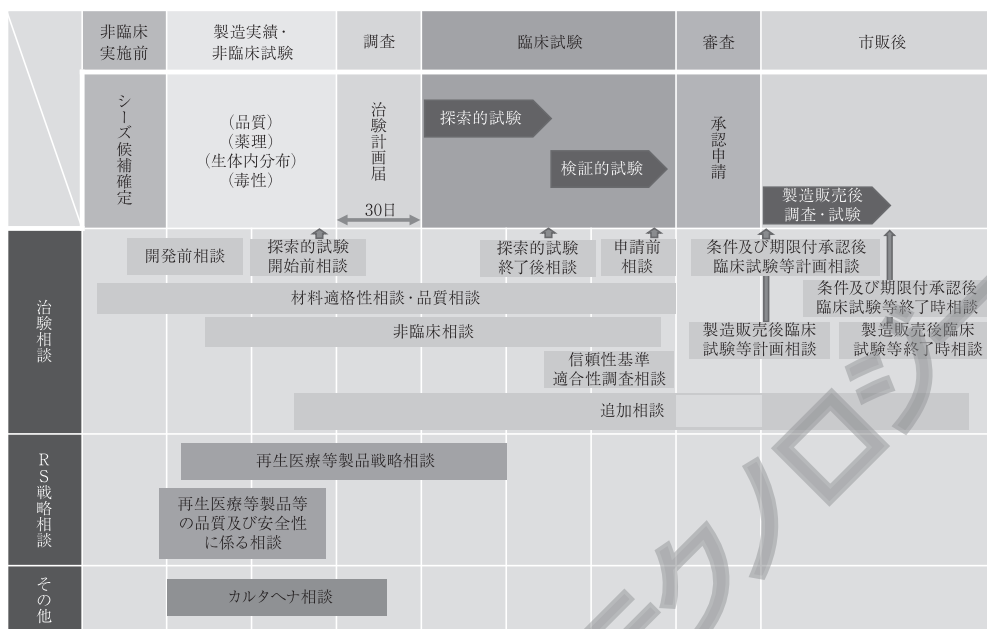 非臨床
実施前
製造実績・
非臨床試験
調査
臨床試験
審査
市販後
シーズ候補確定
(品質)
(薬理)
(生体内分布)
(毒性)
治験計画届
30日
探索的試験
検証的試験
承認申請
製造販売後
調査・試験
治験相談
開発前相談
探索的試験
開始前相談
探索的試験
終了後相談
申請前
相談
条件及び期限付承認後
臨床試験等計画相談
材料適格性相談・品質相談
条件及び期限付承認後
臨床試験等終了時相談
非臨床相談
製造販売後臨床
試験等計画相談
製造販売後臨床
試験等終了時相談
信頼性基準
適合性調査相談
追加相談
RS戦略相談
再生医療等製品戦略相談
再生医療等製品等
の品質及び安全性
に係る相談
その他
カルタヘナ相談
テクノロジー